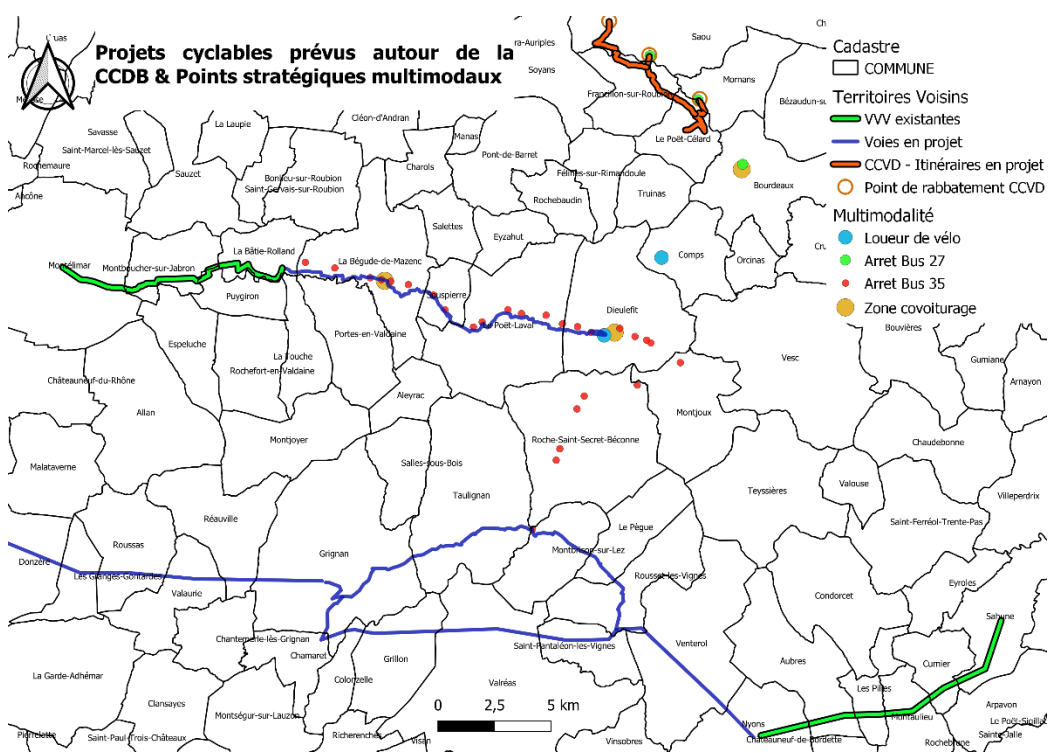 Projets cyclables prévus autour de la
CCDB & Points stratégiques multimodaux
Cadastre
COMMUNE
Territoires Voisins
VVV existantes
Voies en projet
CCVD - Itinéraires en projet
Point de rabbatement CCVD
Multimodalité
Loueur de vélo
Arret Bus 27
Arret Bus 35
Zone covoiturage
Saou
Soyans
Mornans
Francillon-sur-Roubion
Le Poët-Célard
Bourdeaux
Cléon-d'Andran
La Laupie
Manas
Savasse
Saint-Marcel-lès-Sauzet
Pont-de-Barret
Rochemaure
Sauzet
Charols
Bonlieu-sur-Roubion
Saint-Gervais-sur-Roubion
Félines-sur-Rimandoule
Truinas
Ancône
Rochebaudin
Salettes
Eyzahut
Comps
Orcinas
La Bâtie-Rolland
La Bégude-de-Mazenc
Montélimar
Montboucher-sur-Jabron
Puygiron
Souspierre
Dieulefit
Le Poët-Laval
Portes-en-Valdaine
Bouvières
Espeluche
La Touche
Rochefort-en-Valdaine
Vesc
Gumiane
Châteauneuf-du-Rhône
Aleyrac
Arnayon
Allan
Montjoux
Montjoyer
Roche-Saint-Secret-Béconne
Chaudebonne
Salles-sous-Bois
Malataverne
Taulignan
Teyssières
Valouse
Villeperdrix
Réauville
Saint-Ferréol-Trente-Pas
Roussas
Grignan
Le Pègue
Montbrison-sur-Lez
Donzère
Les Granges-Gontardes
Rousset-les-Vignes
Valaurie
Condorcet
Eyroles
Sahune
Chantemerle-lès-Grignan
Chamaret
Saint-Pantaléon-les-Vignes
Venterol
Grillon
Aubres
Curnier
La Garde-Adhémar
Colonzelle
Valréas
Les Pilles
Clansayes
Arpavon
Montségur-sur-Lauzon
Nyons
Montaulieu
Pierrelatte
Saint-Paul-Trois-Châteaux
Richerenches
Visan
Vinsobres
Châteauneuf-de-Bordette
Rochebrune
Sainte-Jalle
0 2,5 5 km